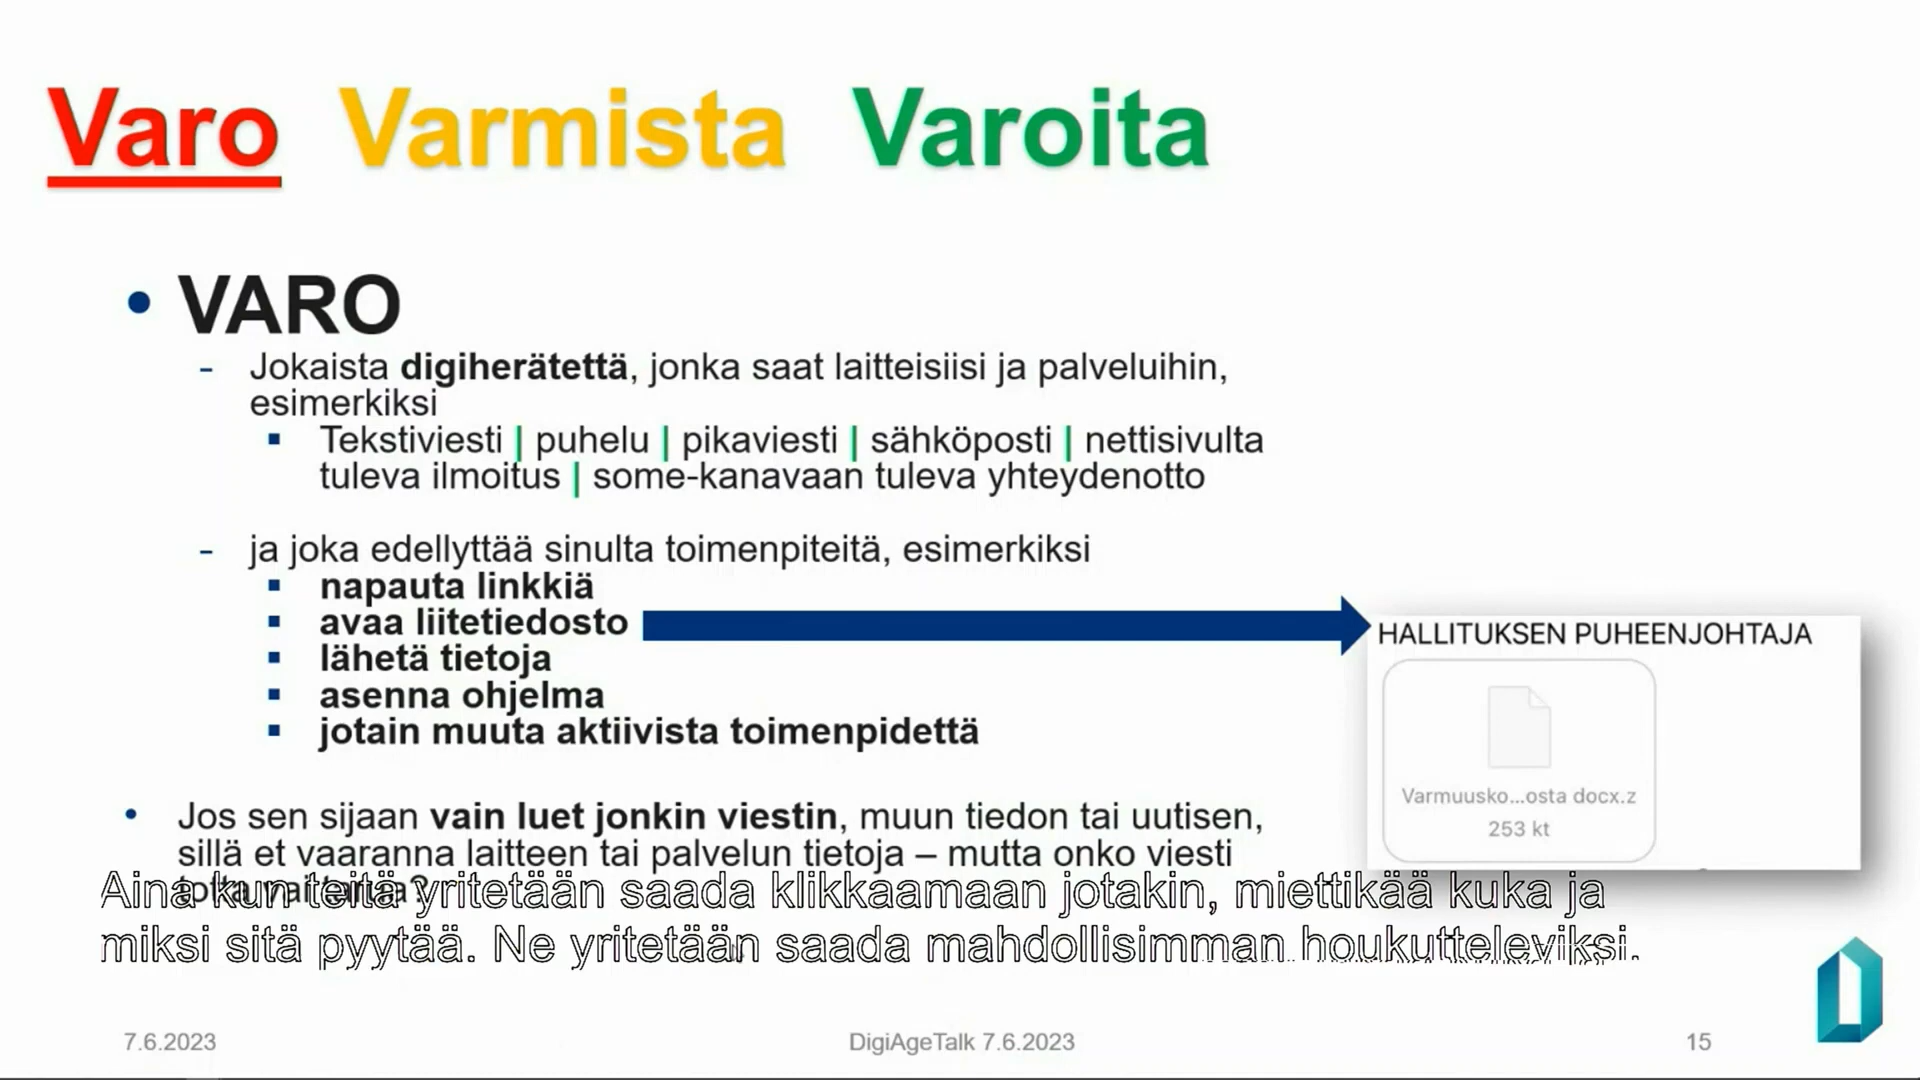 Varo Varmista Varoita
• VARO
- Jokaista digiherätettä, jonka saat laitteisiisi ja palveluihin,
esimerkiksi
▪ Tekstiviesti | puhelu | pikaviesti | sähköposti | nettisivulta
tuleva ilmoitus | some-kanavaan tuleva yhteydenotto
- ja joka edellyttää sinulta toimenpiteitä, esimerkiksi
▪ napauta linkkiä
▪ avaa liitetiedosto
▪ lähetä tietoja
▪ asenna ohjelma
▪ jotain muuta aktiivista toimenpidettä
HALLITUKSEN PUHEENJOHTAJA
Varmuusko...osta docx.z
253 kt
• Jos sen sijaan vain luet jonkin viestin, muun tiedon tai uutisen,
sillä et vaaranna laitteen tai palvelun tietoja – mutta onko viesti
Aina kun teitä yritetään saada klikkaamaan jotakin, miettikää kuka ja
miksi sitä pyytää. Ne yritetään saada mahdollisimman houkutteleviksi.
7.6.2023
DigiAgeTalk 7.6.2023
15